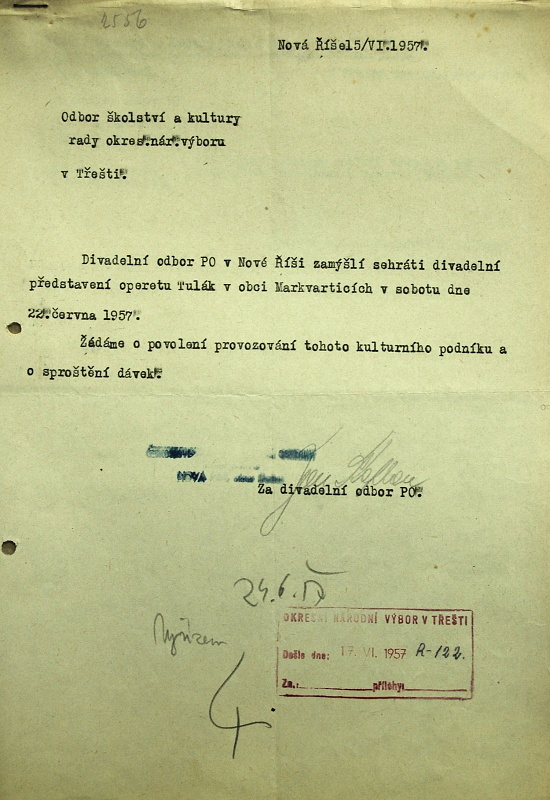 2556
Nová Říše15/VI.1957.
Odbor školství a kultury
rady okres.nár.výboru
v Třešti.
Divadelní odbor PO v Nové Říši zamýšlí sehráti divadelní
představení operetu Tulák v obci Markvarticích v sobotu dne
22.června 1957.
Žádáme o povolení provozování tohoto kulturního podniku a
o sproštění dávek.
NOVÁ
Za divadelní odbor PO.
24.6.57
Vyřízeno
OKRESNÍ NÁRODNÍ VÝBOR V TŘEŠTI
Došlo dne: 17. VI. 1957 R-122.
Za.: přílohy: